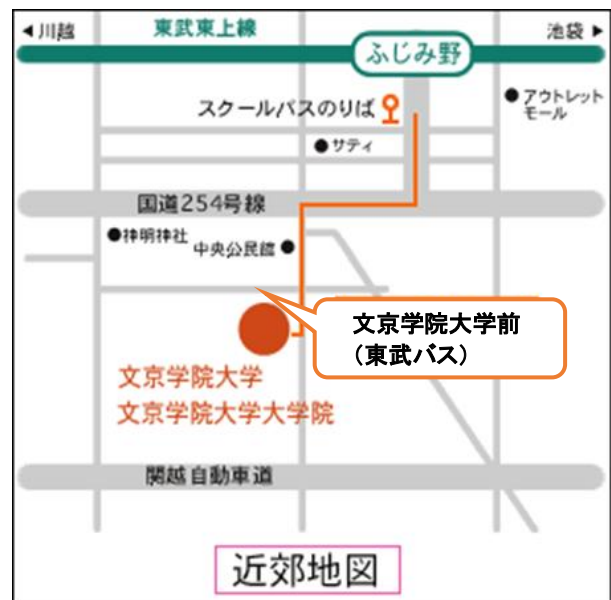 ◀川越
東武東上線
池袋▶
ふじみ野
スクールバスのりば
●アウトレット
モール
●サティ
国道254号線
●神明神社
中央公民館●
文京学院大学前
(東武バス)
文京学院大学
文京学院大学大学院
関越自動車道
近郊地図